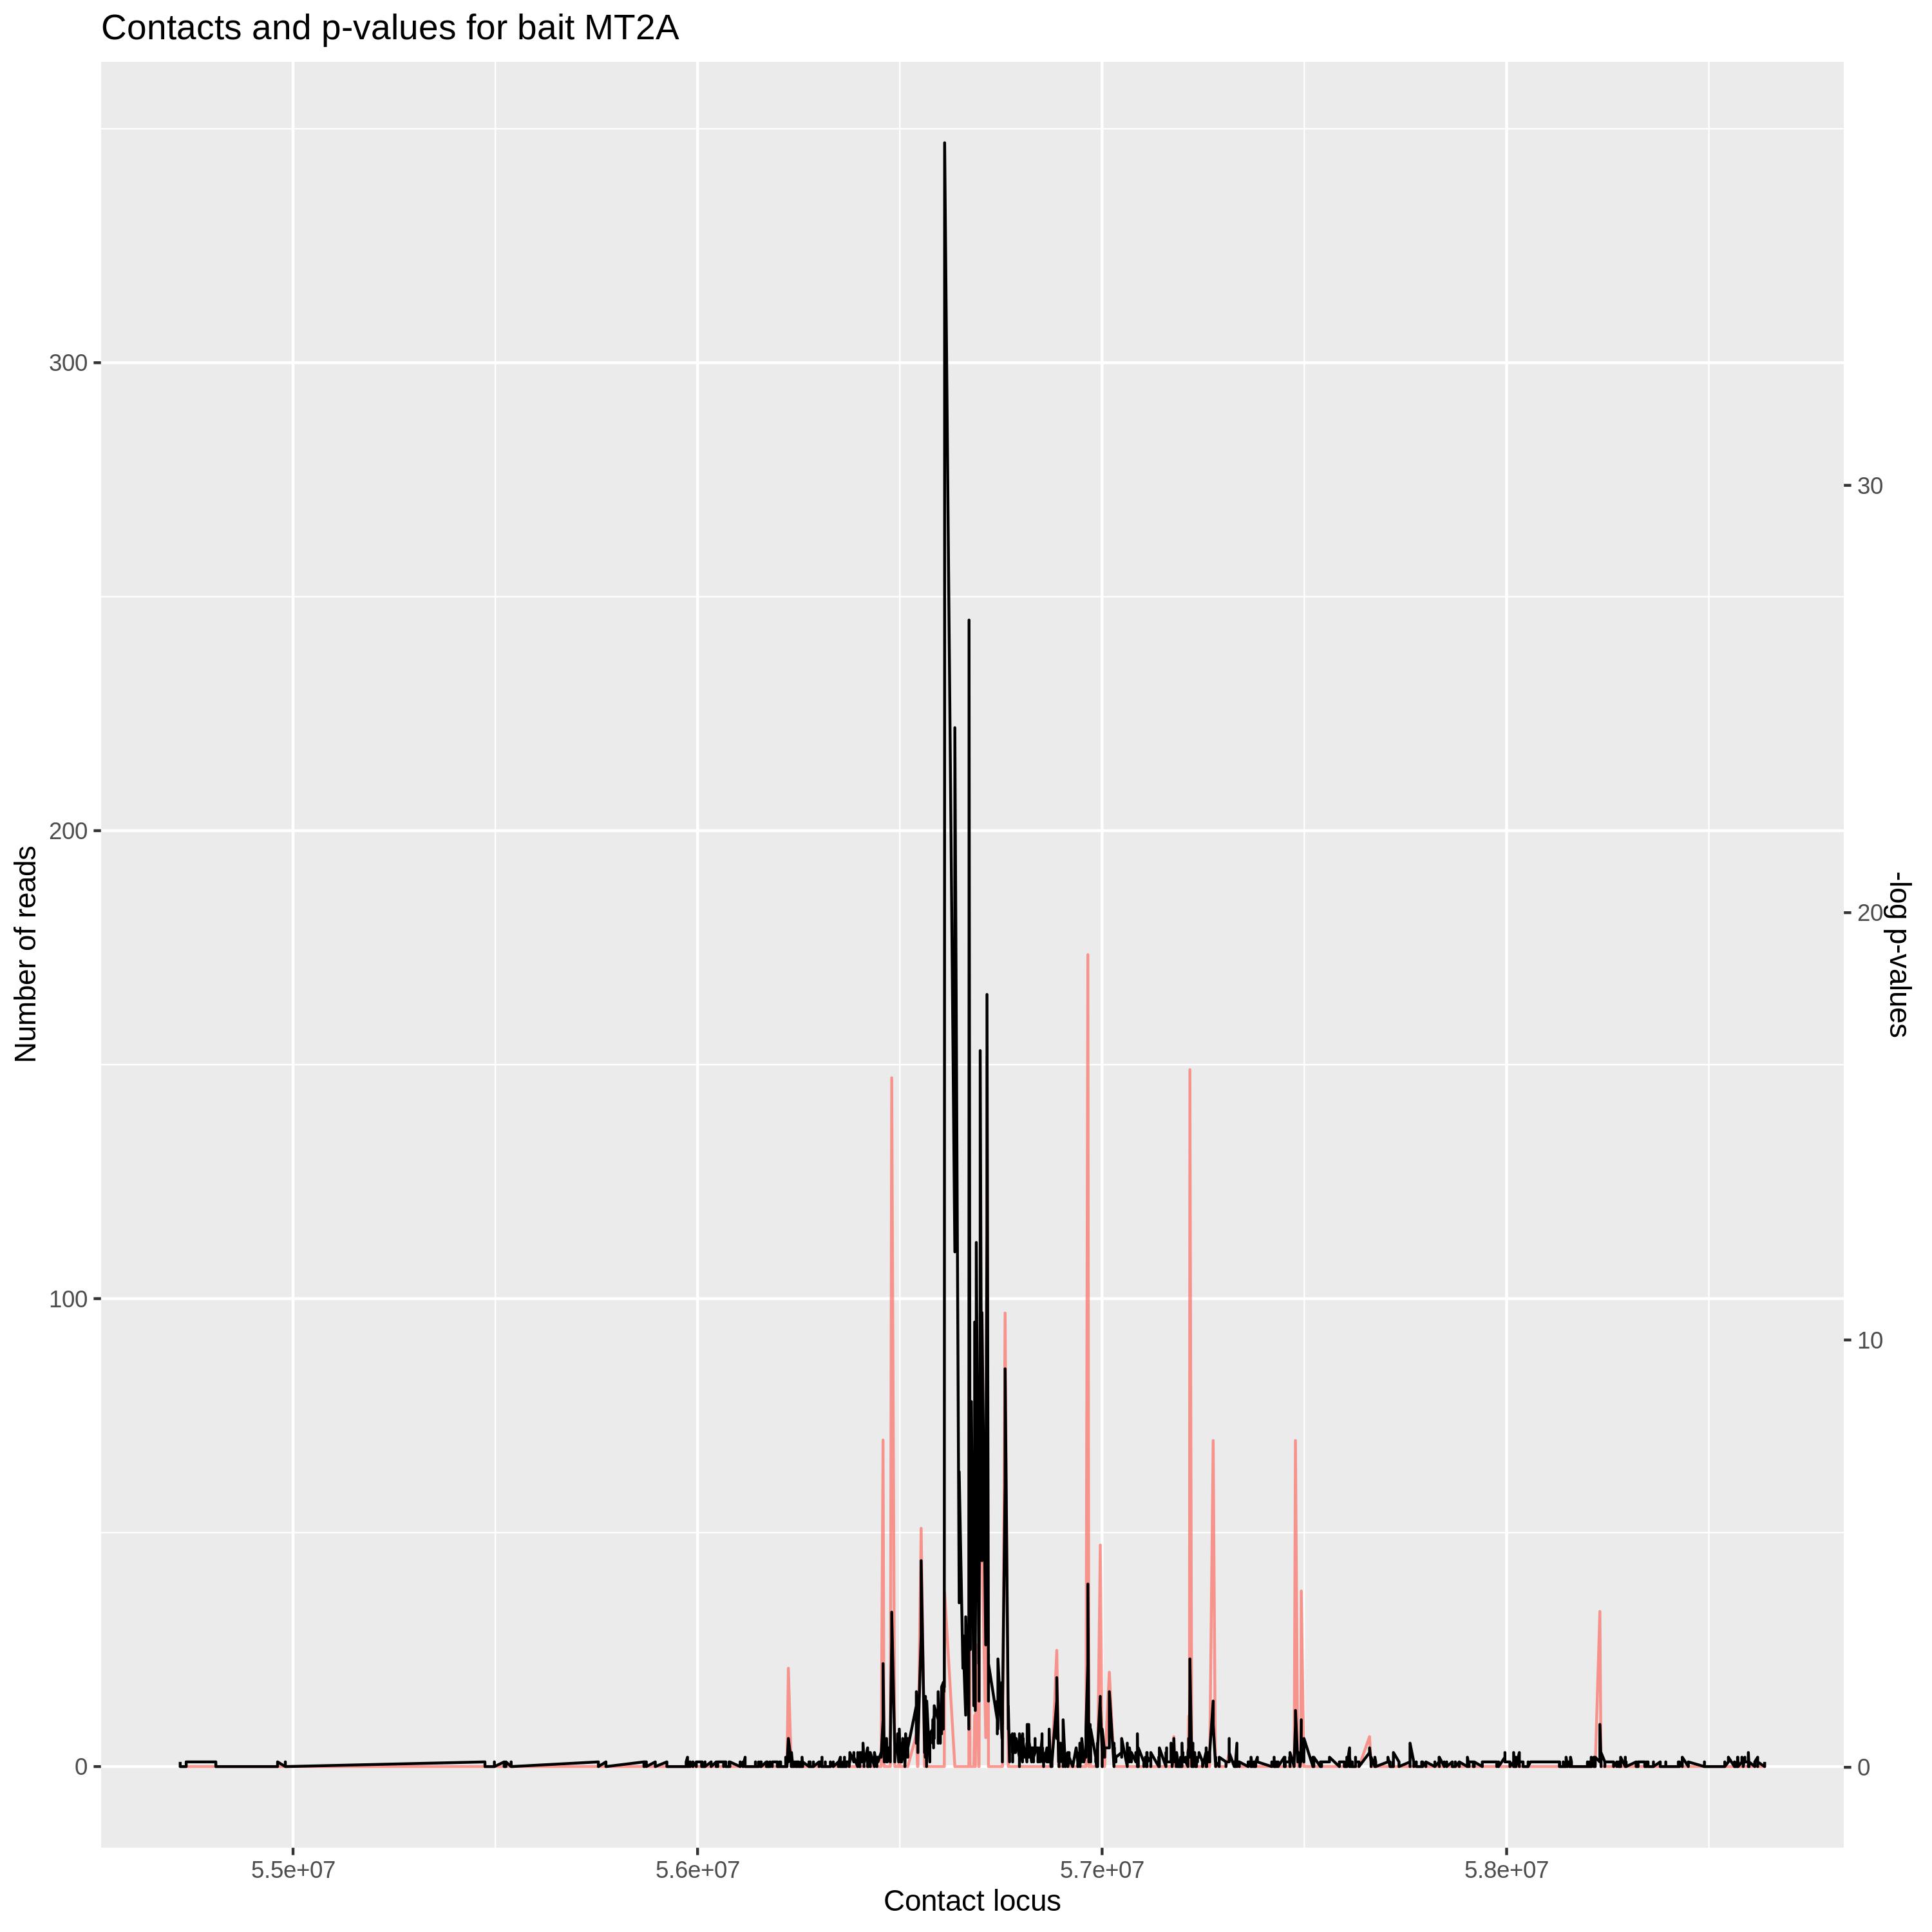 Contacts and p-values for bait MT2A
300
200
100
0
Number of reads
30
20
10
0
-log p-values
5.5e+07
5.6e+07
5.7e+07
5.8e+07
Contact locus